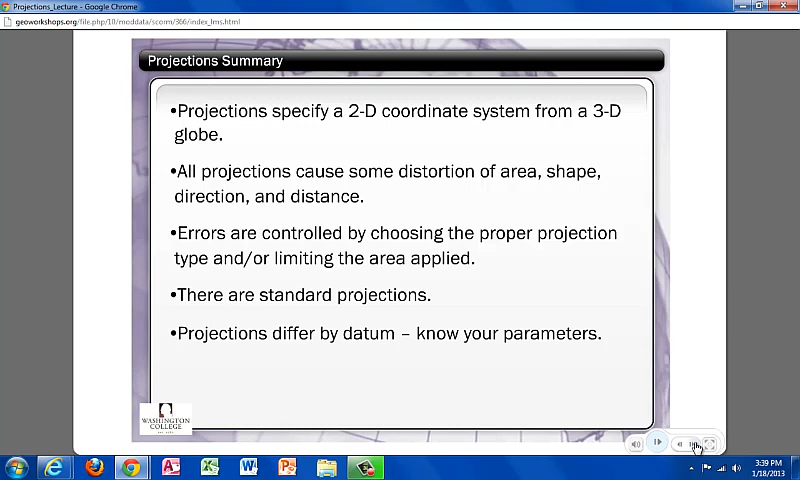 Projections_Lecture - Google Chrome
geoworkshops.org/file.php/10/moddata/scorm/366/index_lms.html
Projections Summary
•Projections specify a 2-D coordinate system from a 3-D
globe.
•All projections cause some distortion of area, shape,
direction, and distance.
•Errors are controlled by choosing the proper projection
type and/or limiting the area applied.
•There are standard projections.
•Projections differ by datum – know your parameters.
WASHINGTON
COLLEGE
3:39 PM
1/18/2013